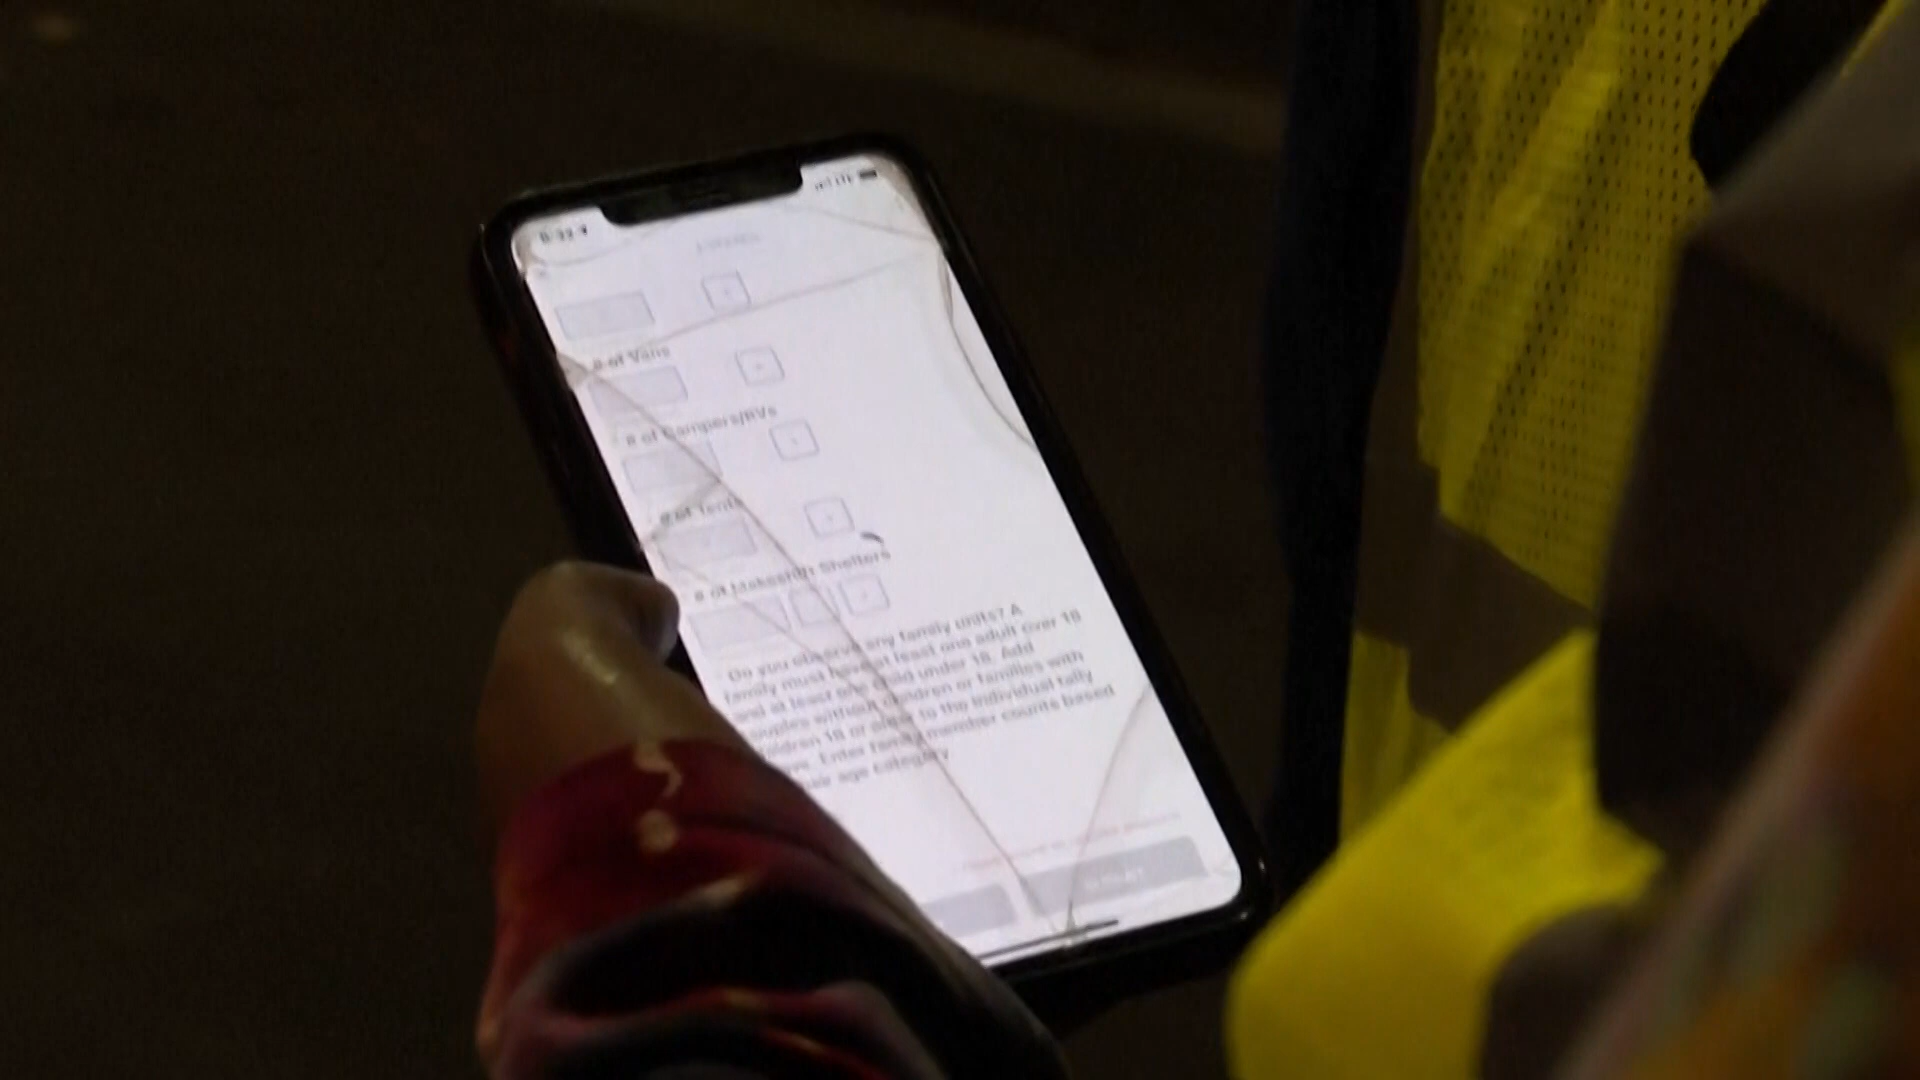 LTE
# of Vans
# of Campers/RVs
# of Tents
# of Makeshift Shelters
Do you observe any family units? A
family must have at least one adult over 18
and at least one child under 18. Add
couples without children or families with
children 18 or older to the individual tally
Enter family member counts based
age category